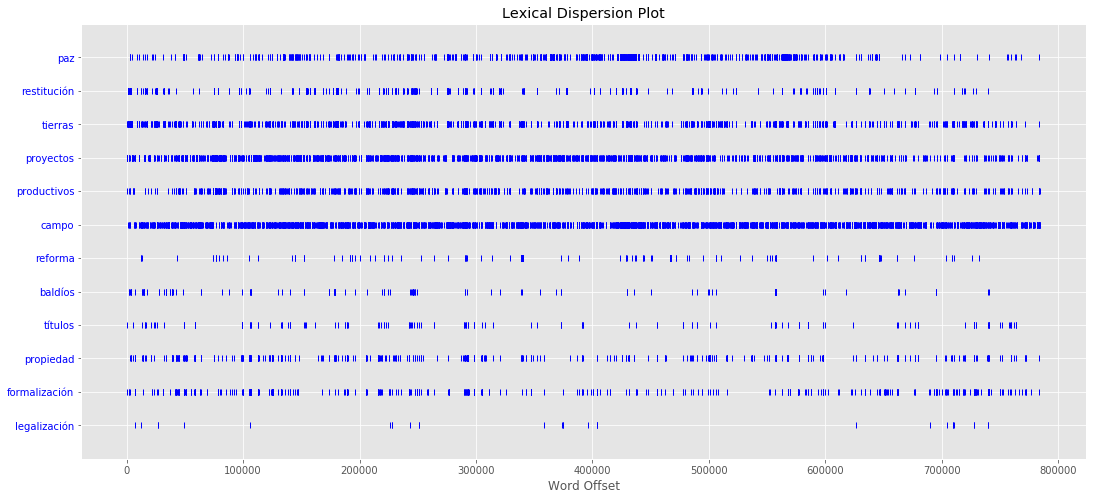 Lexical Dispersion Plot
paz
restitución
tierras
proyectos
productivos
campo
reforma
baldíos
títulos
propiedad
formalización
legalización
0 100000 200000 300000 400000 500000 600000 700000 800000
Word Offset